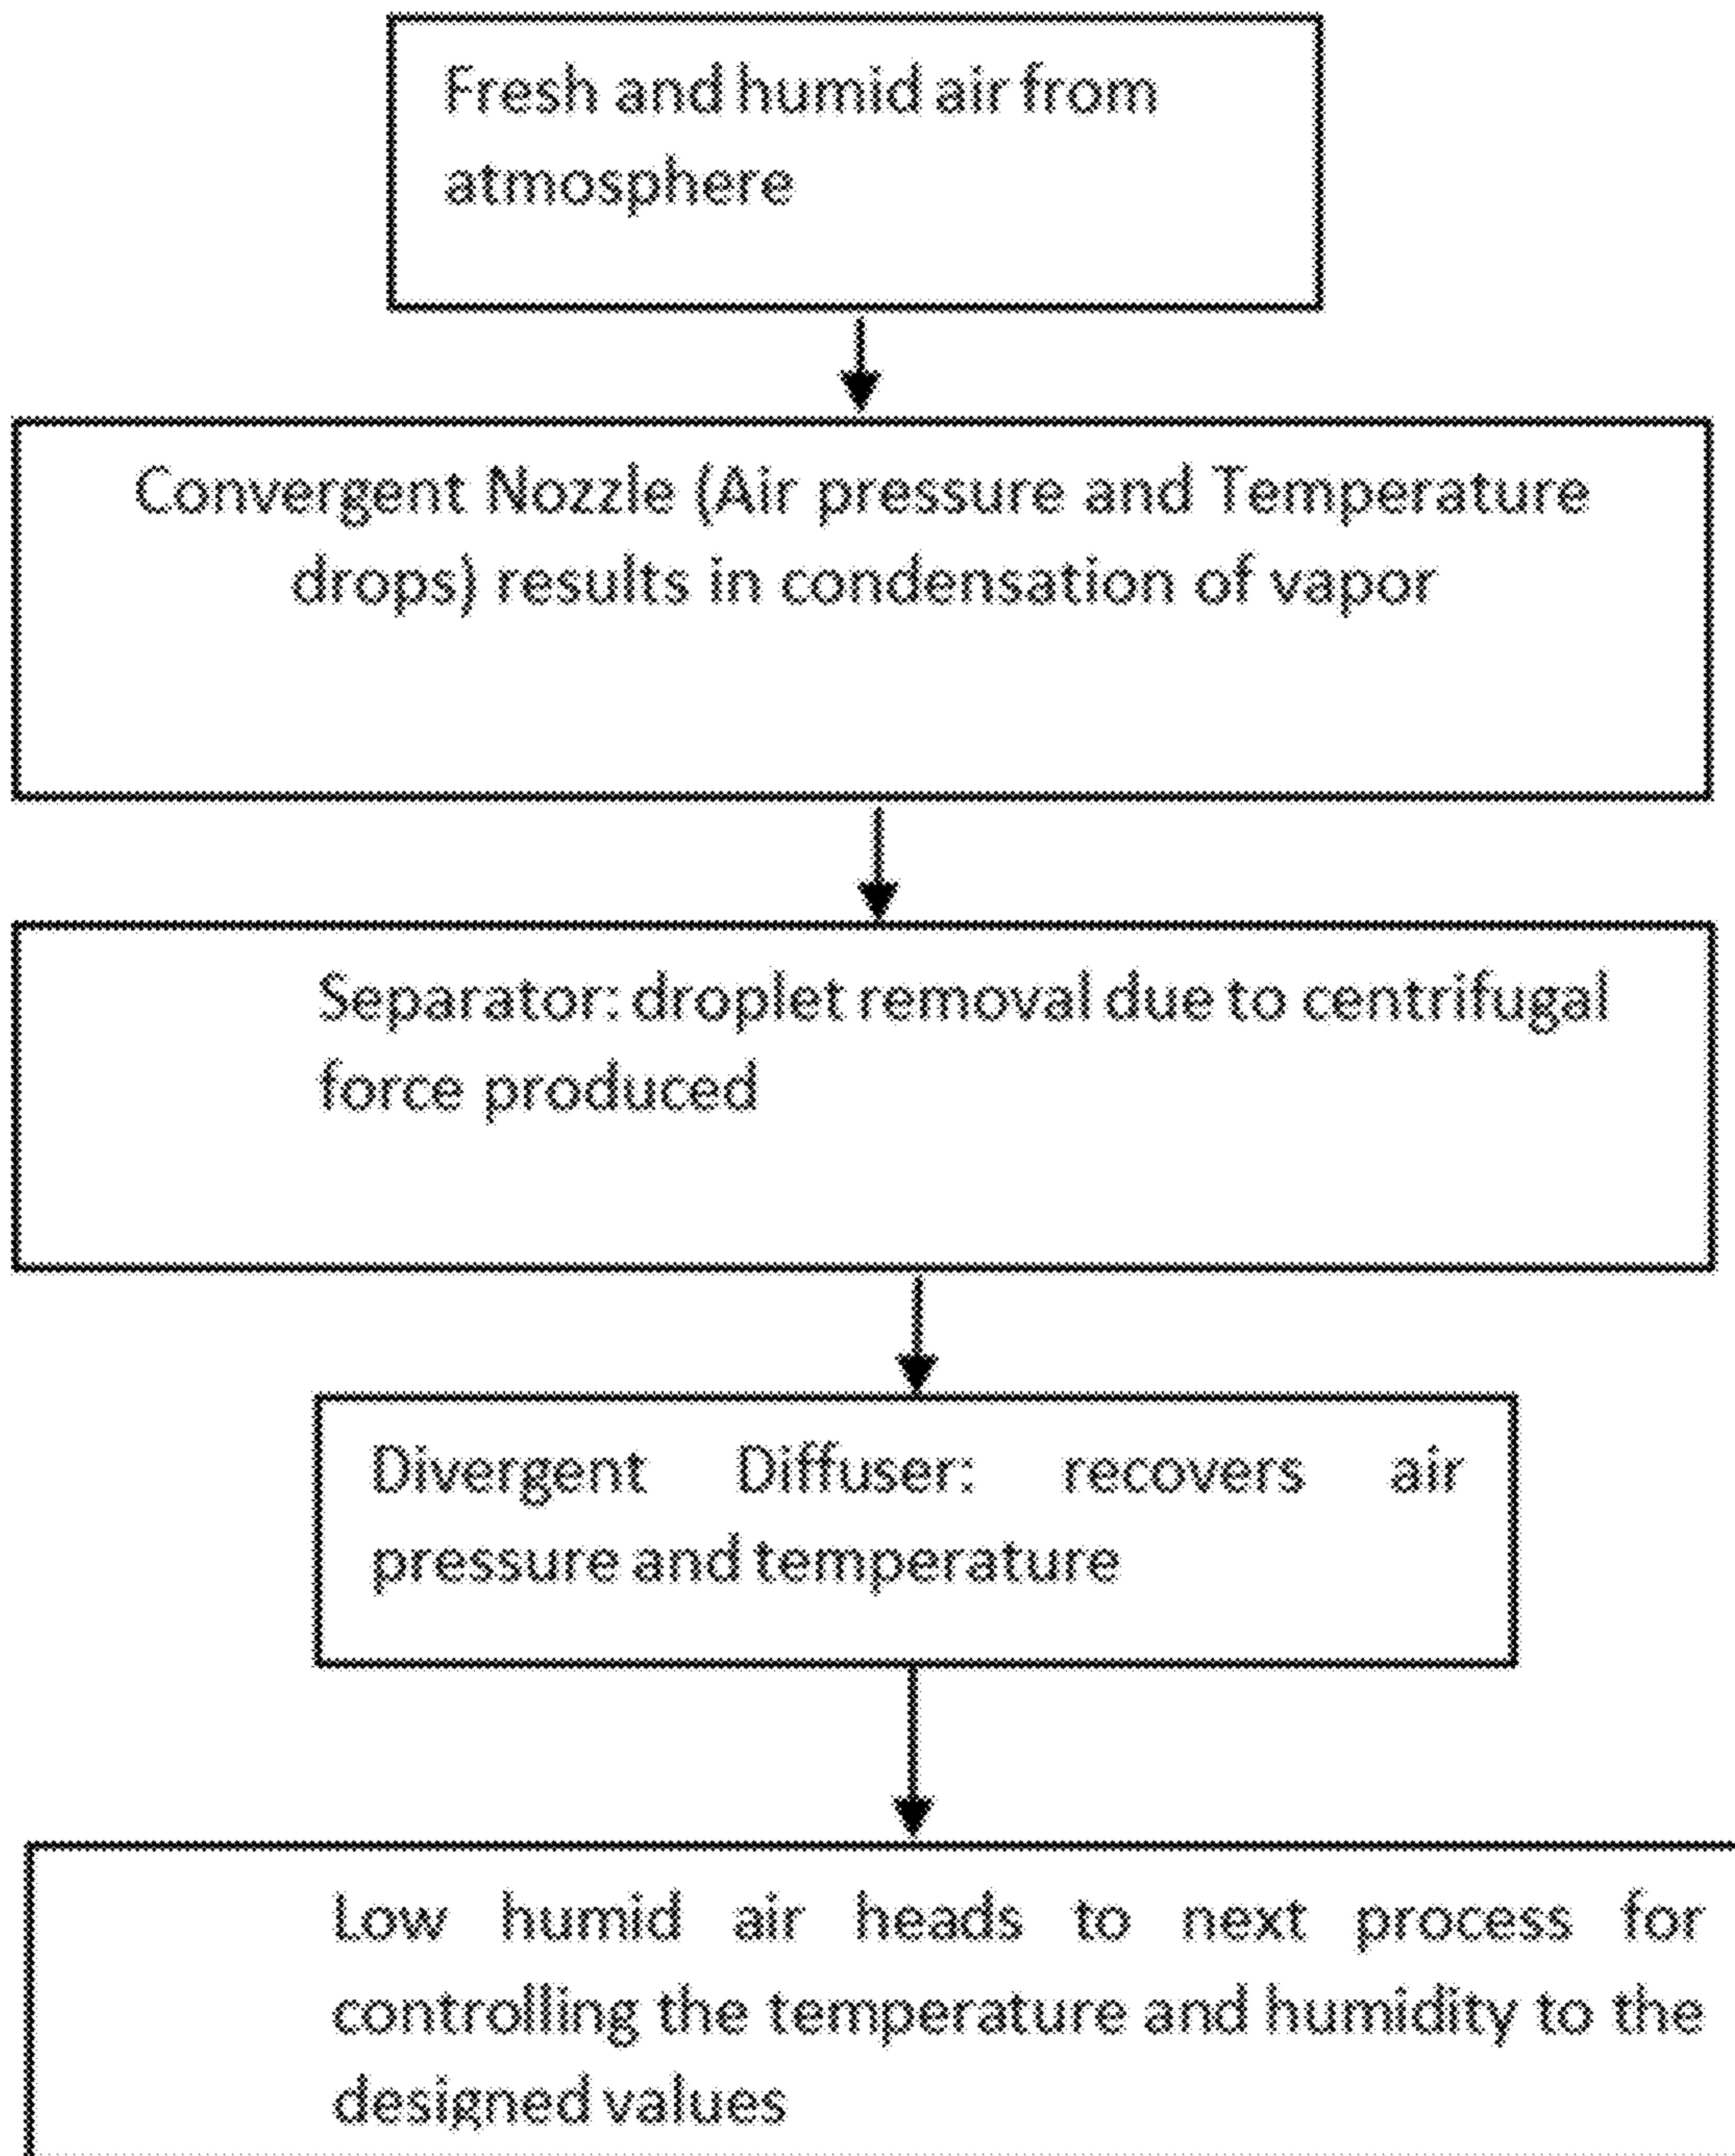 Fresh and humid air from
atmosphere
Convergent Nozzle (Air pressure and Temperature
drops) results in condensation of vapor
Separator: droplet removal due to centrifugal
force produced
Divergent Diffuser: recovers air
pressure and temperature
Low humid air heads to next process for
controlling the temperature and humidity to the
designed values